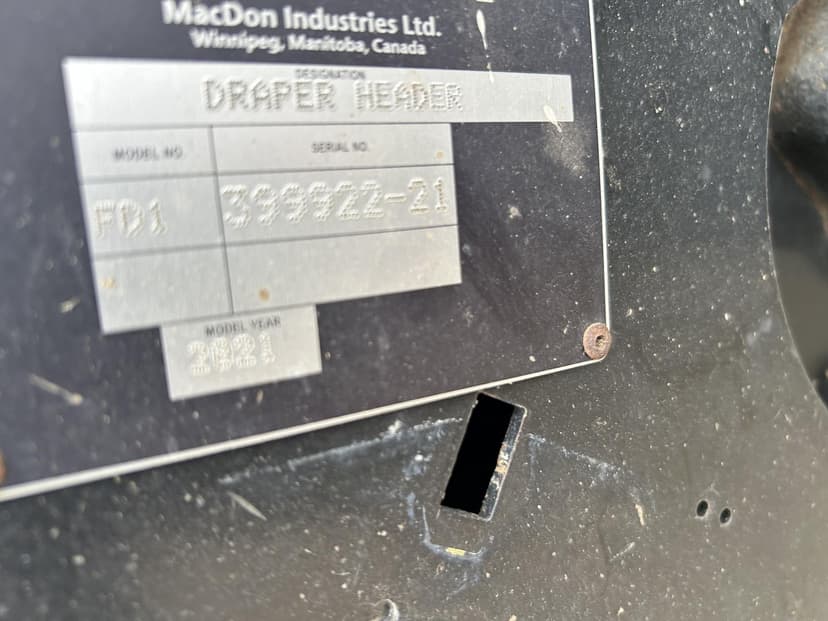 MacDon Industries Ltd.
Winnipeg, Manitoba, Canada
DESIGNATION
DRAPER HEADER
MODEL NO. SERIAL NO.
FD1 399922-21
MODEL YEAR
2021